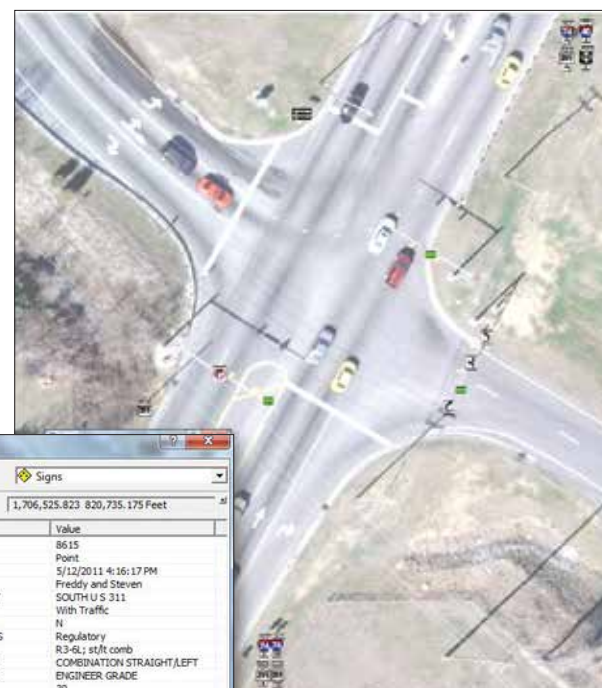 Signs
1,706,525.823 820,735.175 Feet
Value
8615
Point
5/12/2011 4:16:17 PM
Freddy and Steven
SOUTH U S 311
With Traffic
N
Regulatory
R3-6L; st/lt comb
COMBINATION STRAIGHT/LEFT
ENGINEER GRADE